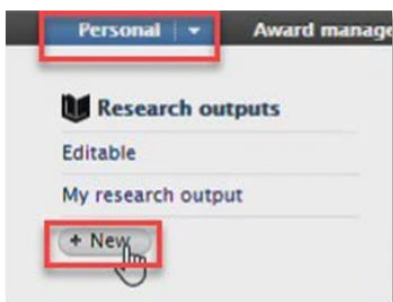 Personal Award manage
Research outputs
Editable
My research output
+ New